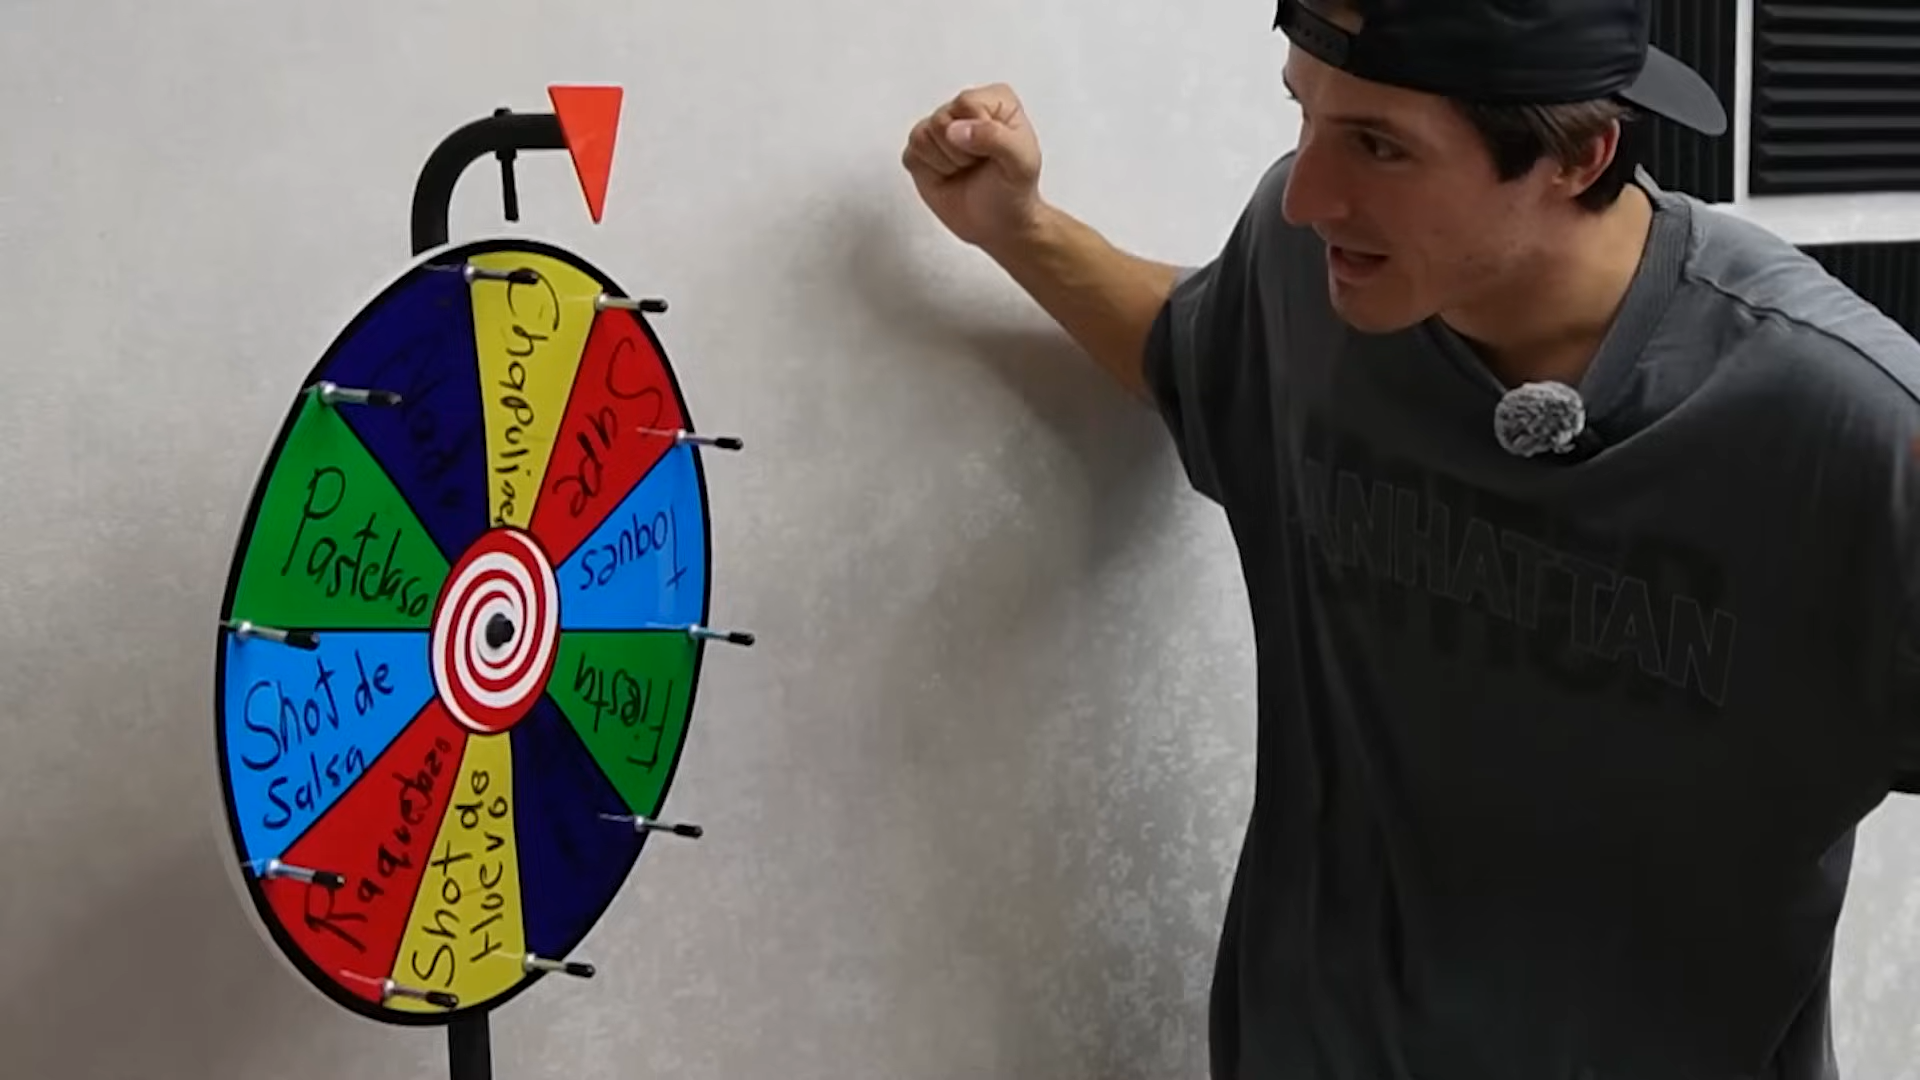 Chapulines
Sape
Toques
Fiesta
Shot de
Huevo
Raquetazo
Shot de
Salsa
Pastelaso
MANHATTAN